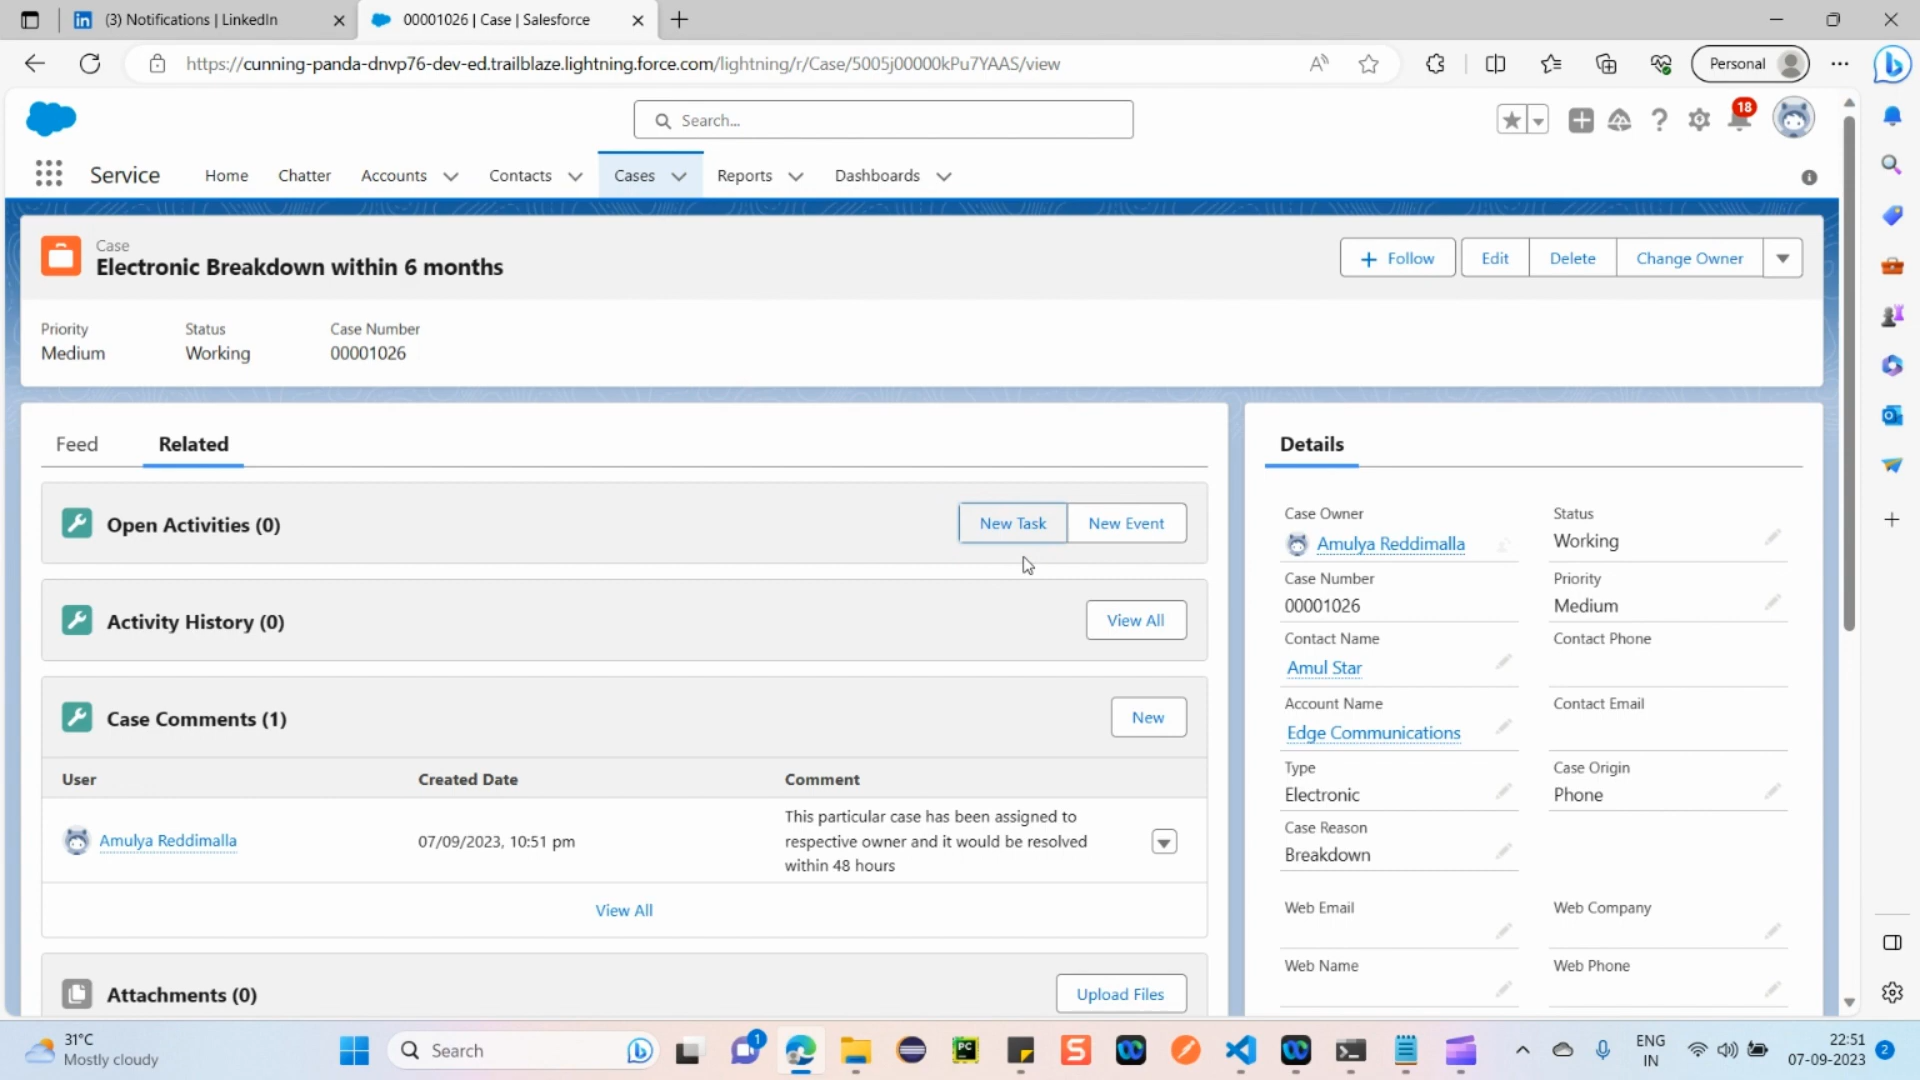 (3) Notifications | LinkedIn
00001026 | Case | Salesforce
https://cunning-panda-dnvp76-dev-ed.trailblaze.lightning.force.com/lightning/r/Case/5005j00000kPu7YAAS/view
Personal
Search...
18
Service
Home
Chatter
Accounts
Contacts
Cases
Reports
Dashboards
Case
Electronic Breakdown within 6 months
Follow
Edit
Delete
Change Owner
Priority
Medium
Status
Working
Case Number
00001026
Feed
Related
Open Activities (0)
New Task
New Event
Activity History (0)
View All
Case Comments (1)
New
User
Created Date
Comment
Amulya Reddimalla
07/09/2023, 10:51 pm
This particular case has been assigned to
respective owner and it would be resolved
within 48 hours
View All
Attachments (0)
Upload Files
Details
Case Owner
Amulya Reddimalla
Status
Working
Case Number
00001026
Priority
Medium
Contact Name
Amul Star
Contact Phone
Account Name
Edge Communications
Contact Email
Type
Electronic
Case Origin
Phone
Case Reason
Breakdown
Web Email
Web Company
Web Name
Web Phone
31°C
Mostly cloudy
Search
1
PC
S
ENG
IN
22:51
07-09-2023
2